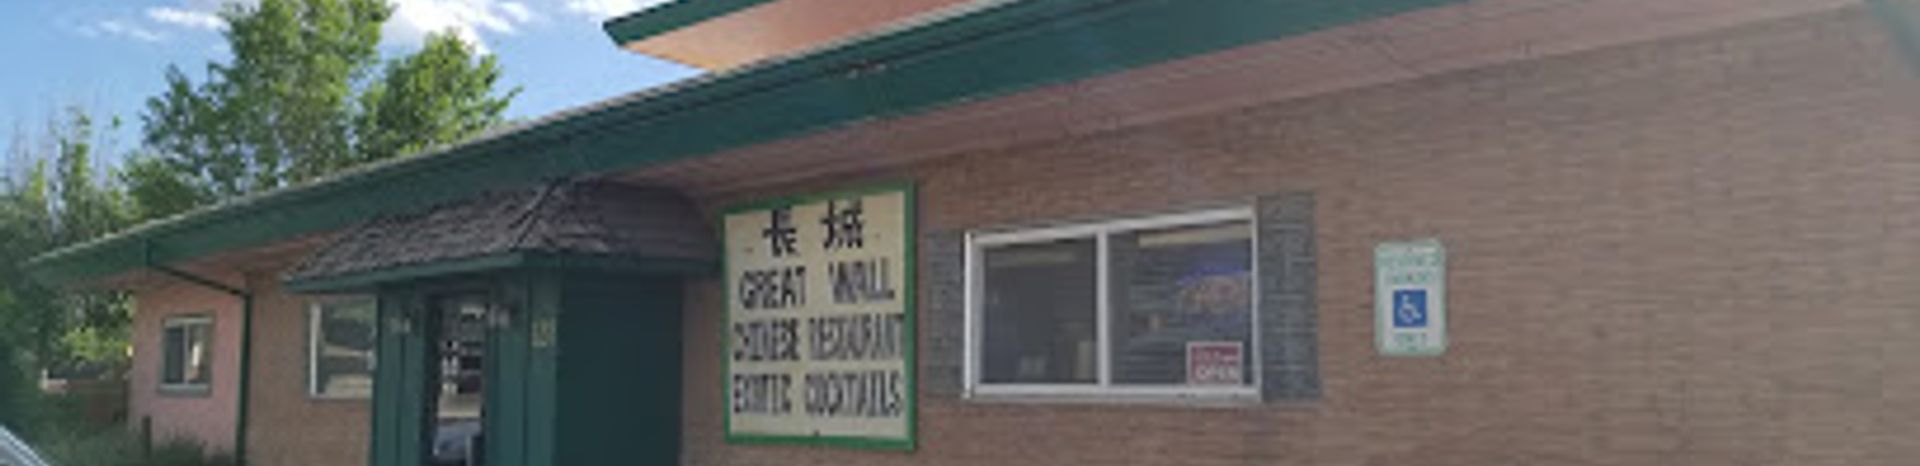 長 城
GREAT WALL
CHINESE RESTAURANT
EXOTIC COCKTAILS
OPEN